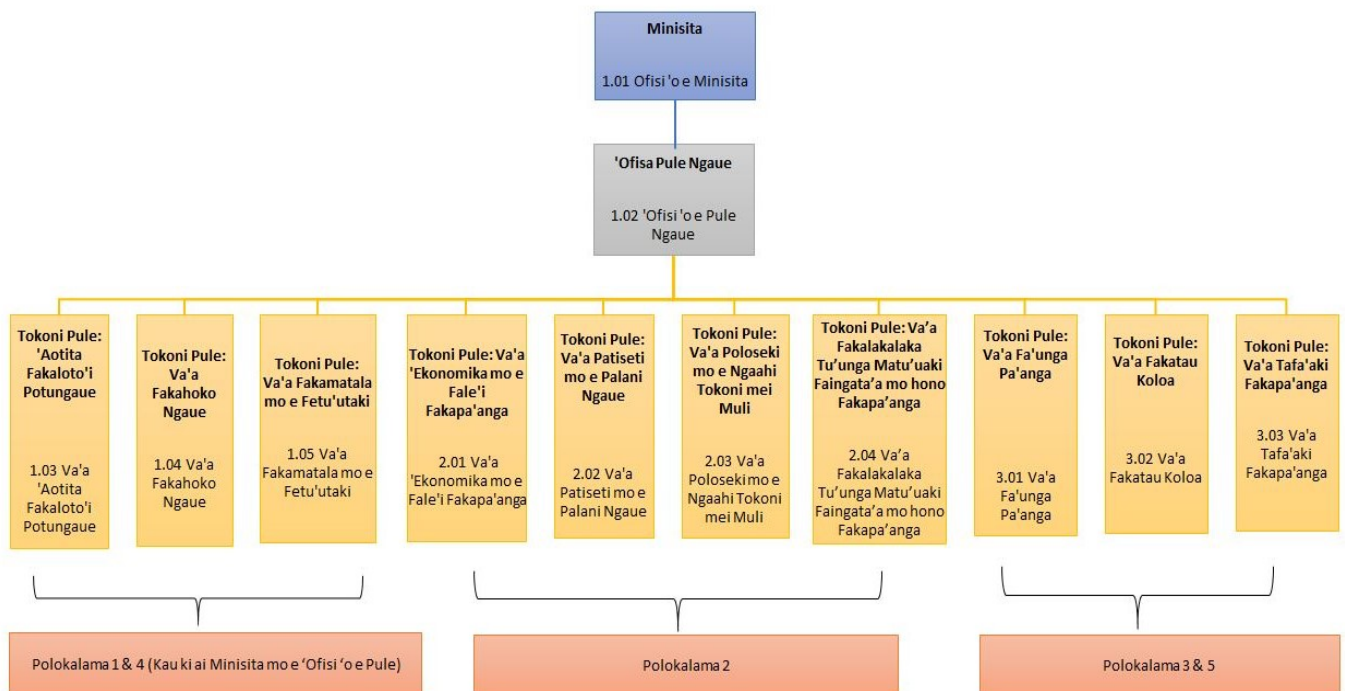 Minisita
1.01 Ofisi 'o e Minisita
'Ofisa Pule Ngaue
1.02 'Ofisi 'o e Pule
Ngaue
Tokoni Pule:
'Aotita
Fakaloto'i
Potungaue
1.03 Va'a
'Aotita
Fakaloto'i
Potungaue
Tokoni Pule:
Va'a
Fakahoko
Ngaue
1.04 Va'a
Fakahoko
Ngaue
Tokoni Pule:
Va'a Fakamatala
mo e Fetu'utaki
1.05 Va'a
Fakamatala mo e
Fetu'utaki
Tokoni Pule: Va'a
'Ekonomika mo e
Fale'i
Fakapa'anga
2.01 Va'a
'Ekonomika mo e
Fale'i Fakapa'anga
Tokoni Pule:
Va'a Patiseti
mo e Palani
Ngaue
2.02 Va'a
Patiseti mo e
Palani Ngaue
Tokoni Pule:
Va'a Poloseki
mo e Ngaahi
Tokoni mei
Muli
2.03 Va'a
Poloseki mo e
Ngaahi Tokoni
mei Muli
Tokoni Pule: Va’a
Fakalakalaka
Tu’unga Matu’uaki
Faingata’a mo hono
Fakapa’anga
2.04 Va’a
Fakalakalaka
Tu’unga Matu’uaki
Faingata’a mo hono
Fakapa’anga
Tokoni Pule:
Va'a Fa'unga
Pa'anga
3.01 Va'a
Fa'unga
Pa'anga
Tokoni Pule:
Va'a Fakatau
Koloa
3.02 Va'a
Fakatau Koloa
Tokoni Pule:
Va'a Tafa'aki
Fakapa'anga
3.03 Va'a
Tafa'aki
Fakapa'anga
Polokalama 1 & 4 (Kau ki ai Minisita mo e ‘Ofisi ‘o e Pule)
Polokalama 2
Polokalama 3 & 5